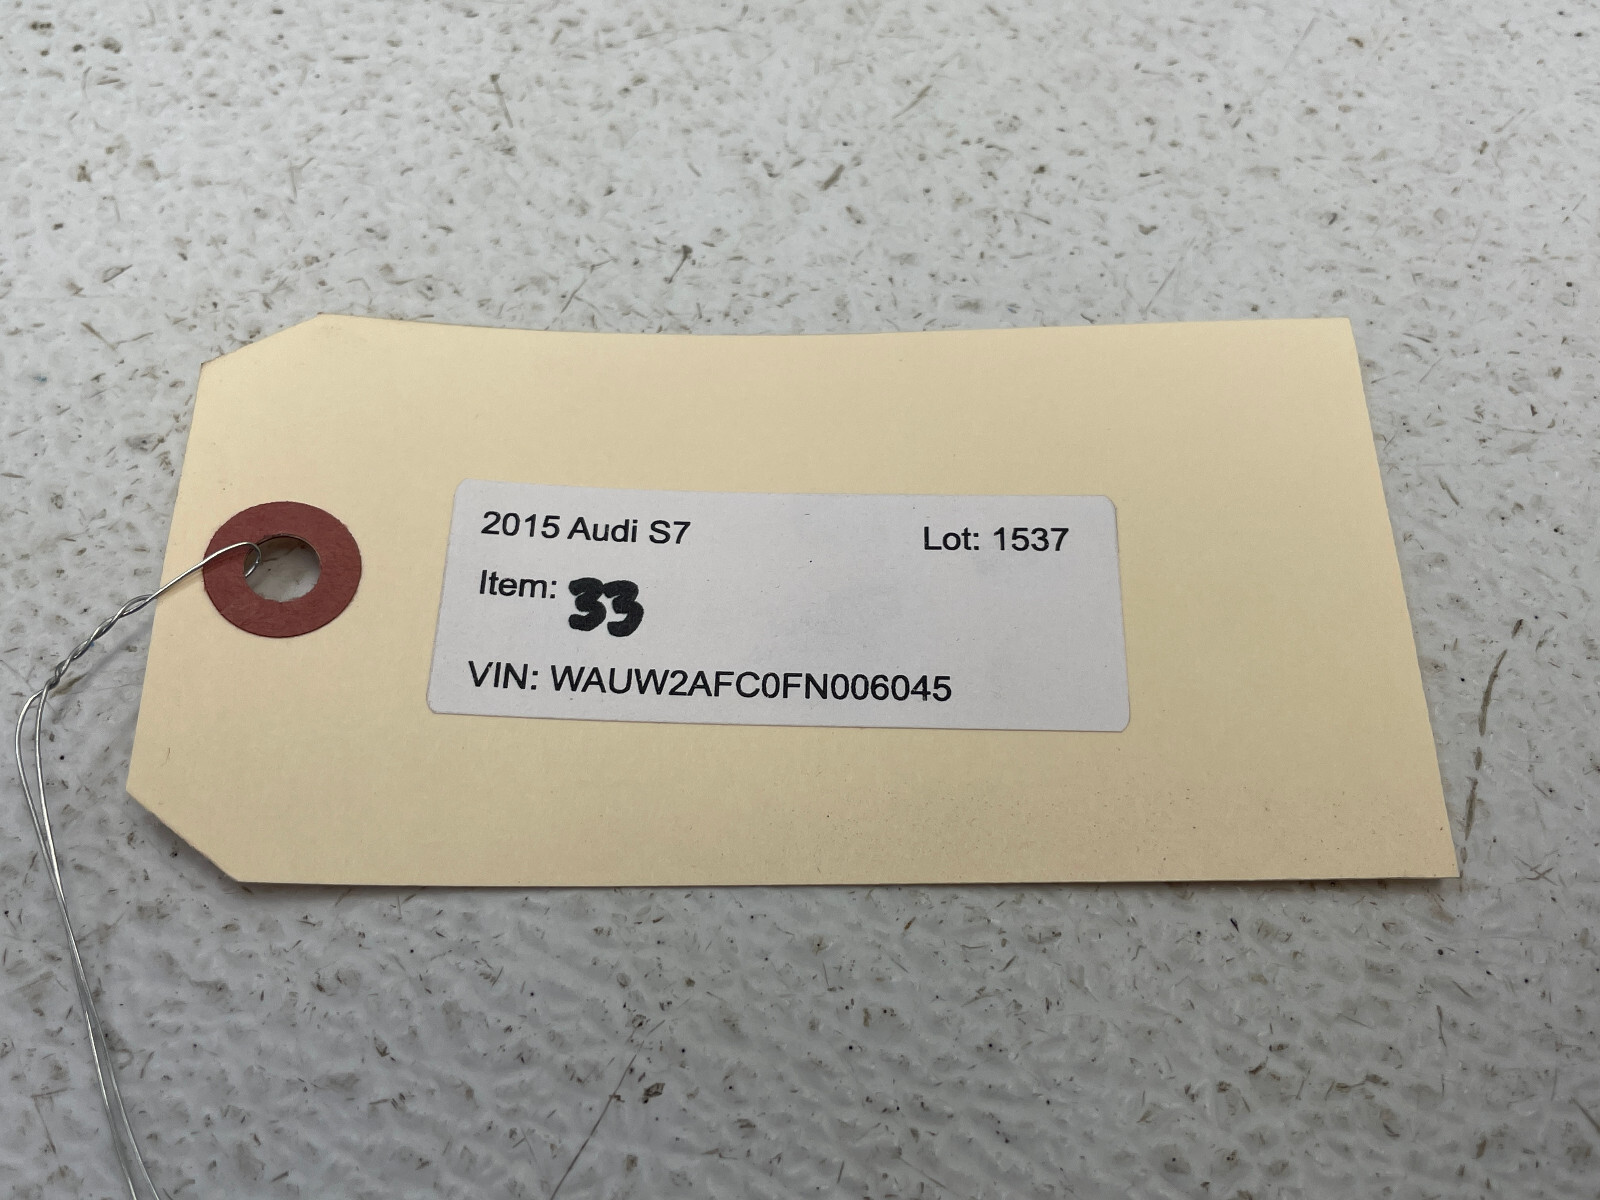 2015 Audi S7 Lot: 1537
Item: 33
VIN: WAUW2AFC0FN006045